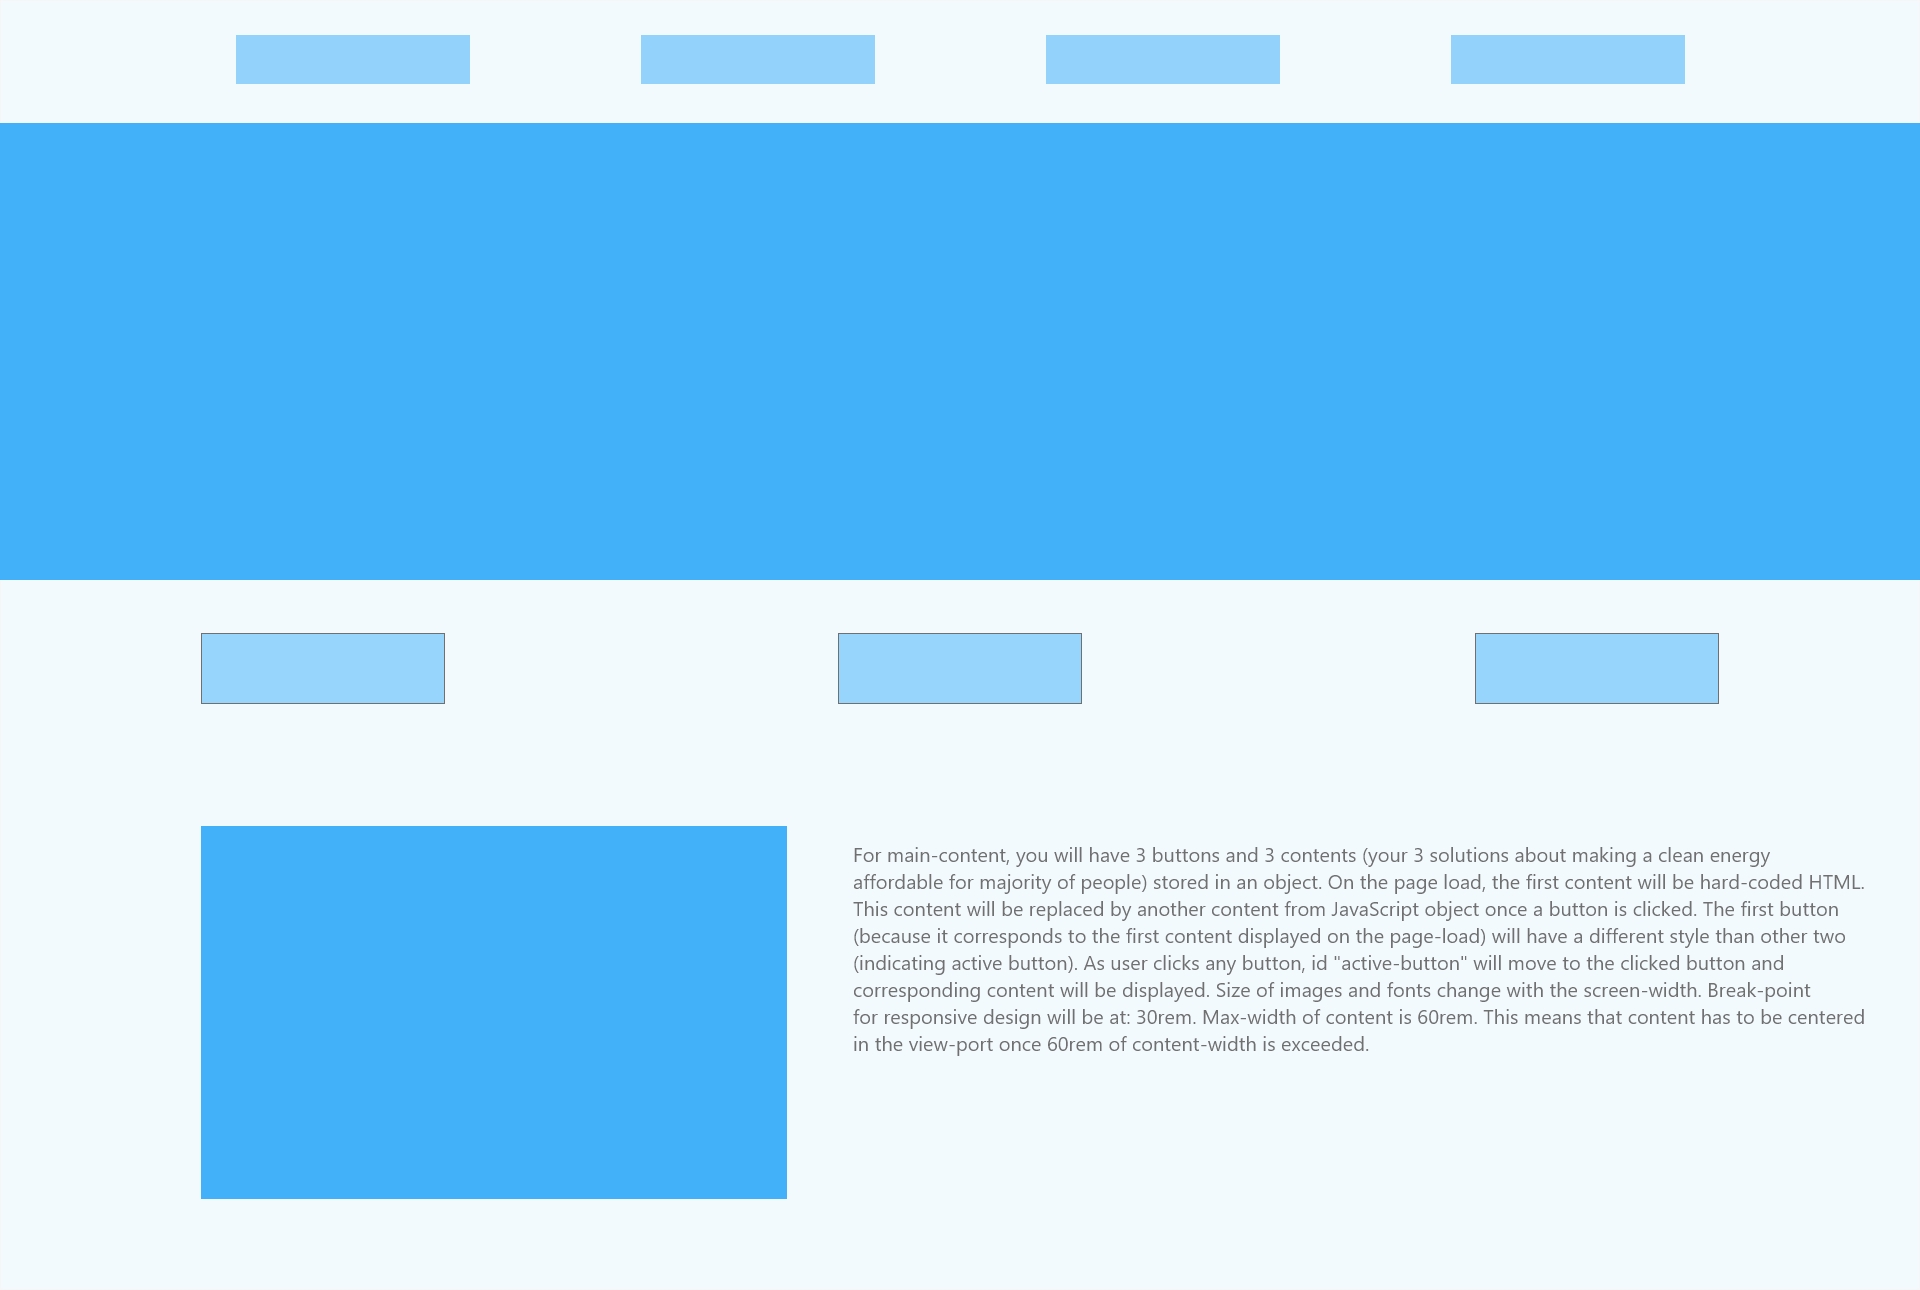 For main-content, you will have 3 buttons and 3 contents (your 3 solutions about making a clean energy
affordable for majority of people) stored in an object. On the page load, the first content will be hard-coded HTML.
This content will be replaced by another content from JavaScript object once a button is clicked. The first button
(because it corresponds to the first content displayed on the page-load) will have a different style than other two
(indicating active button). As user clicks any button, id "active-button" will move to the clicked button and
corresponding content will be displayed. Size of images and fonts change with the screen-width. Break-point
for responsive design will be at: 30rem. Max-width of content is 60rem. This means that content has to be centered
in the view-port once 60rem of content-width is exceeded.